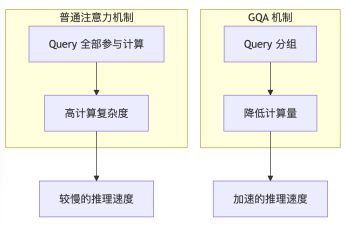 普通注意力机制
Query 全部参与计算
高计算复杂度
较慢的推理速度
GQA 机制
Query 分组
降低计算量
加速的推理速度